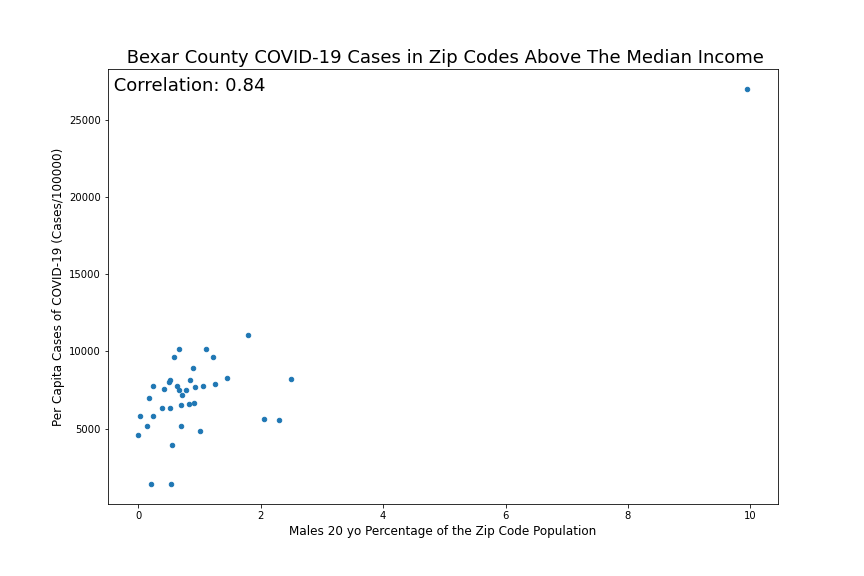 Bexar County COVID-19 Cases in Zip Codes Above The Median Income
Correlation: 0.84
Per Capita Cases of COVID-19 (Cases/100000)
25000
20000
15000
10000
5000
0 2 4 6 8 10
Males 20 yo Percentage of the Zip Code Population